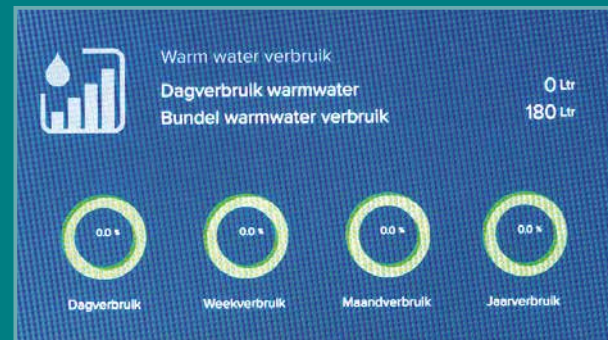 Warm water verbruik
Dagverbruik warmwater 0 Ltr
Bundel warmwater verbruik 180 Ltr
0.0 % 0.0 % 0.0 % 0.0 %
Dagverbruik Weekverbruik Maandverbruik Jaarverbruik